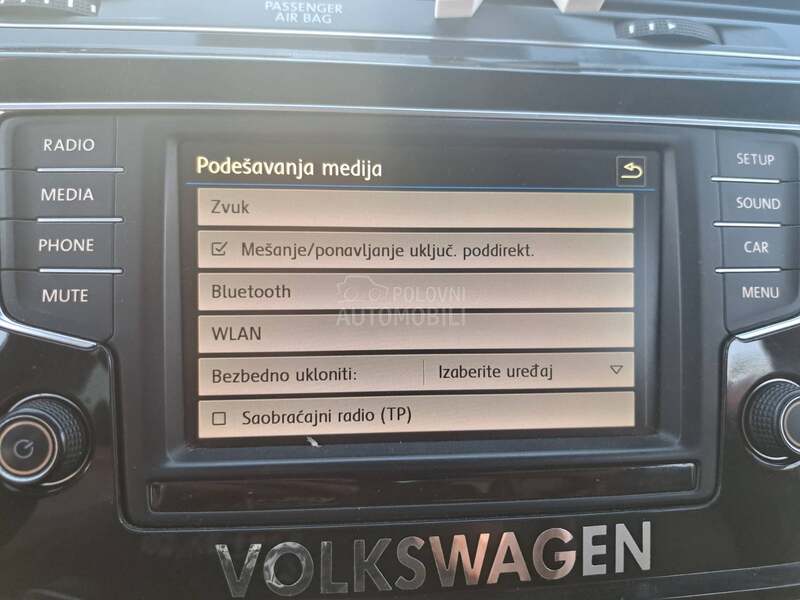 PASSENGER
AIR BAG
RADIO
MEDIA
PHONE
MUTE
Podešavanja medija
Zvuk
Mešanje/ponavljanje uključ. poddirekt.
Bluetooth
WLAN
Bezbedno ukloniti: Izaberite uređaj
Saobraćajni radio (TP)
POLOVNI
AUTOMOBILI
SETUP
SOUND
CAR
MENU
VOLKSWAGEN